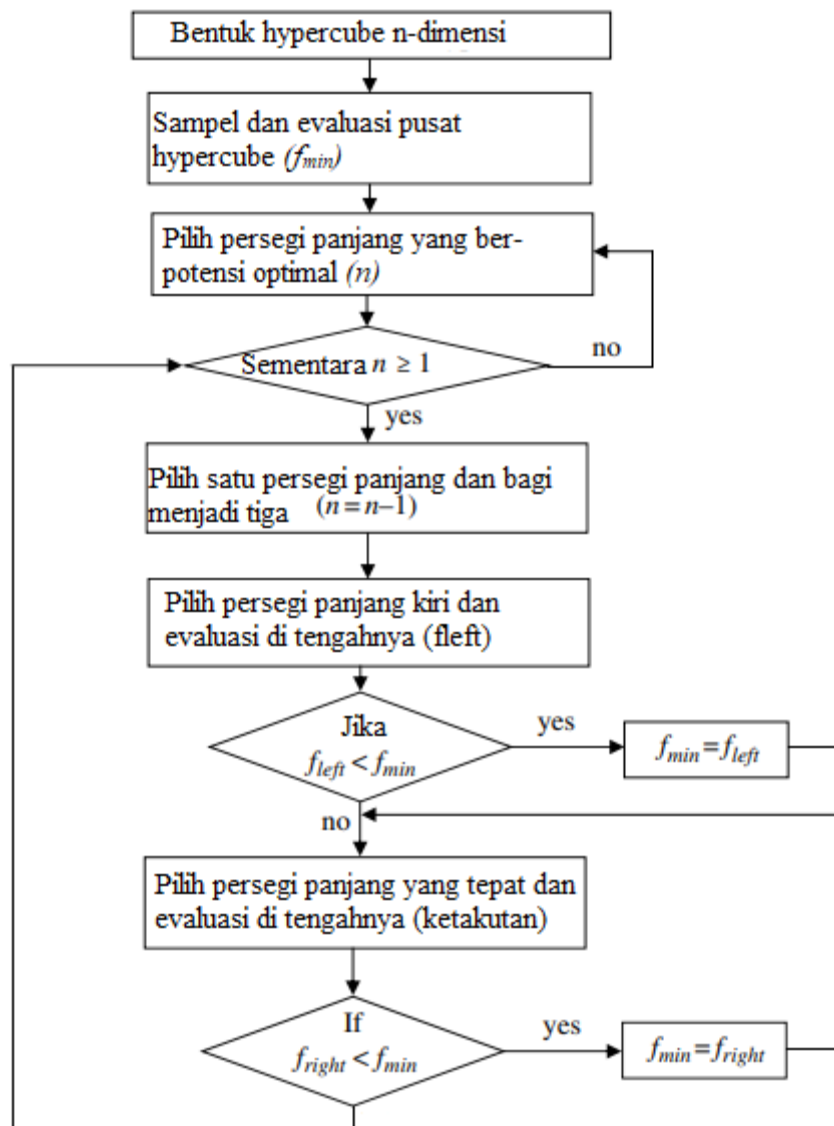 Bentuk hypercube n-dimensi
Sampel dan evaluasi pusat
hypercube (fmin)
Pilih persegi panjang yang ber-
potensi optimal (n)
no
Sementara n ≥ 1
yes
Pilih satu persegi panjang dan bagi
menjadi tiga (n=n–1)
Pilih persegi panjang kiri dan
evaluasi di tengahnya (fleft)
Jika
fleft < fmin
yes
fmin=fleft
no
Pilih persegi panjang yang tepat dan
evaluasi di tengahnya (ketakutan)
If
fright < fmin
yes
fmin=fright